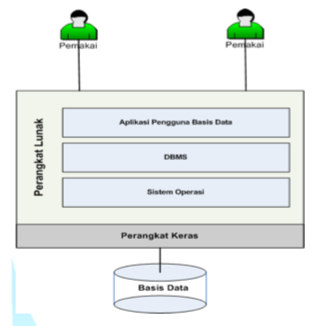 Pemakai
Pemakai
Perangkat Lunak
Aplikasi Pengguna Basis Data
DBMS
Sistem Operasi
Perangkat Keras
Basis Data